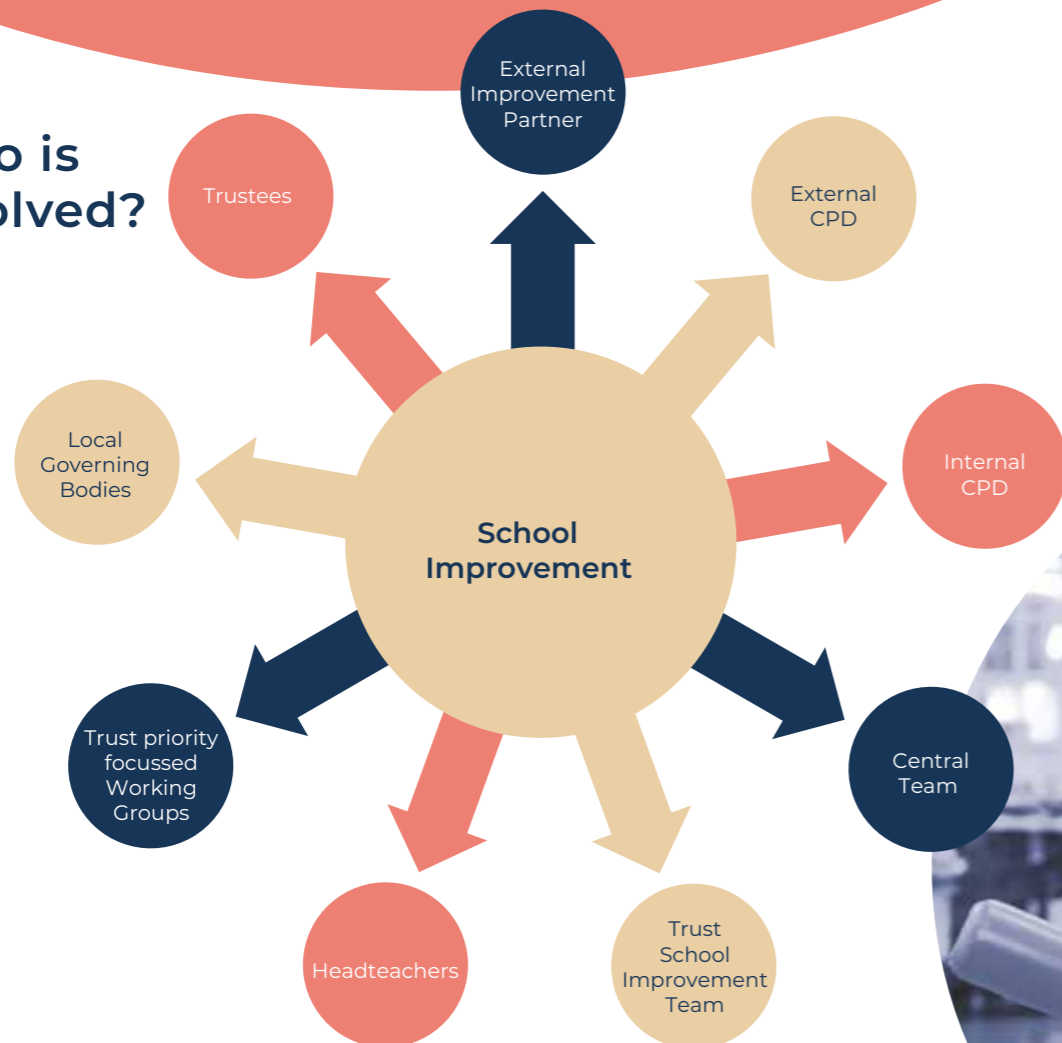 o is
olved?
External
Improvement
Partner
External
CPD
Internal
CPD
Central
Team
Trust
School
Improvement
Team
Headteachers
Trust priority
focussed
Working
Groups
Local
Governing
Bodies
Trustees
School
Improvement